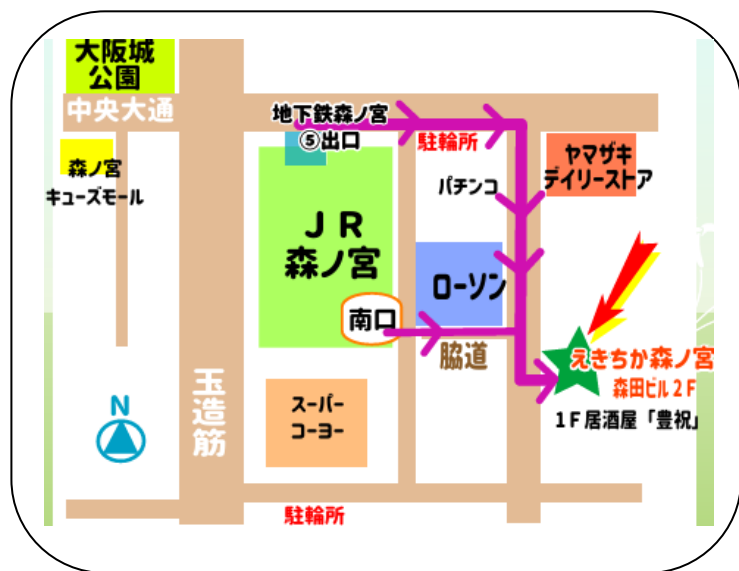 大阪城
公園
中央大通
地下鉄森ノ宮
⑤出口
駐輪所
森ノ宮
キューズモール
パチンコ
ヤマザキ
デイリーストア
ＪＲ
森ノ宮
ローソン
南口
脇道
えきちか森ノ宮
森田ビル２Ｆ
１Ｆ居酒屋「豊祝」
玉造筋
N
スーパー
コーヨー
駐輪所